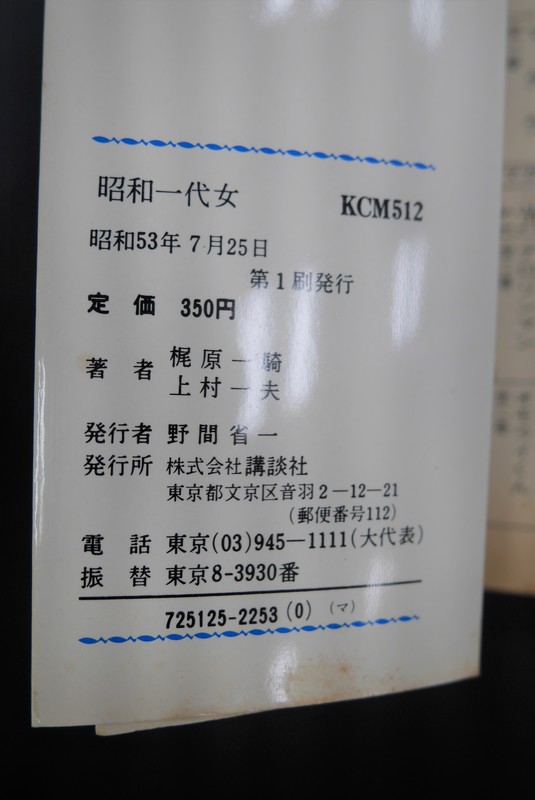 昭和一代女
KCM512
昭和53年7月25日
第1刷発行
定価 350円
著者 梶原一騎
上村一夫
発行者 野間省一
発行所 株式会社講談社
東京都文京区音羽2―12―21
(郵便番号112)
電話 東京(03)945―1111(大代表)
振替 東京8-3930番
725125-2253(0) (マ)